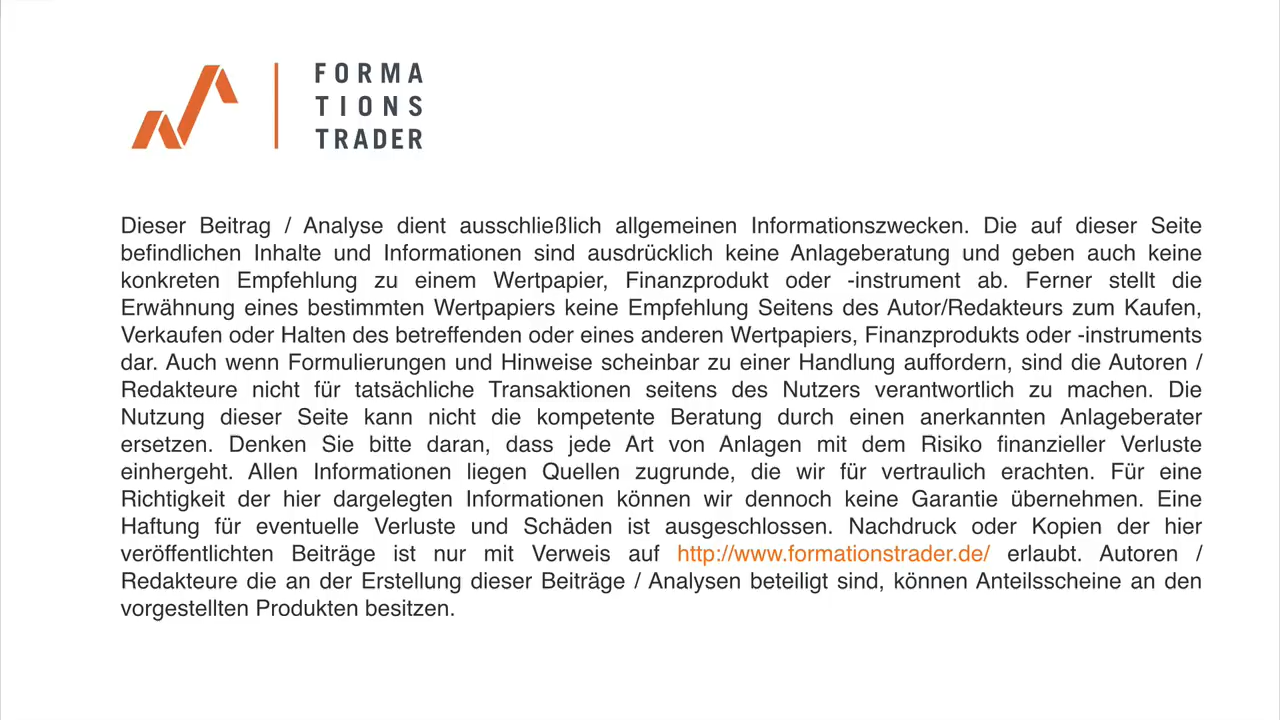 FORMA
TIONS
TRADER
Dieser Beitrag / Analyse dient ausschließlich allgemeinen Informationszwecken. Die auf dieser Seite
befindlichen Inhalte und Informationen sind ausdrücklich keine Anlageberatung und geben auch keine
konkreten Empfehlung zu einem Wertpapier, Finanzprodukt oder -instrument ab. Ferner stellt die
Erwähnung eines bestimmten Wertpapiers keine Empfehlung Seitens des Autor/Redakteurs zum Kaufen,
Verkaufen oder Halten des betreffenden oder eines anderen Wertpapiers, Finanzprodukts oder -instruments
dar. Auch wenn Formulierungen und Hinweise scheinbar zu einer Handlung auffordern, sind die Autoren /
Redakteure nicht für tatsächliche Transaktionen seitens des Nutzers verantwortlich zu machen. Die
Nutzung dieser Seite kann nicht die kompetente Beratung durch einen anerkannten Anlageberater
ersetzen. Denken Sie bitte daran, dass jede Art von Anlagen mit dem Risiko finanzieller Verluste
einhergeht. Allen Informationen liegen Quellen zugrunde, die wir für vertraulich erachten. Für eine
Richtigkeit der hier dargelegten Informationen können wir dennoch keine Garantie übernehmen. Eine
Haftung für eventuelle Verluste und Schäden ist ausgeschlossen. Nachdruck oder Kopien der hier
veröffentlichten Beiträge ist nur mit Verweis auf http://www.formationstrader.de/ erlaubt. Autoren /
Redakteure die an der Erstellung dieser Beiträge / Analysen beteiligt sind, können Anteilsscheine an den
vorgestellten Produkten besitzen.